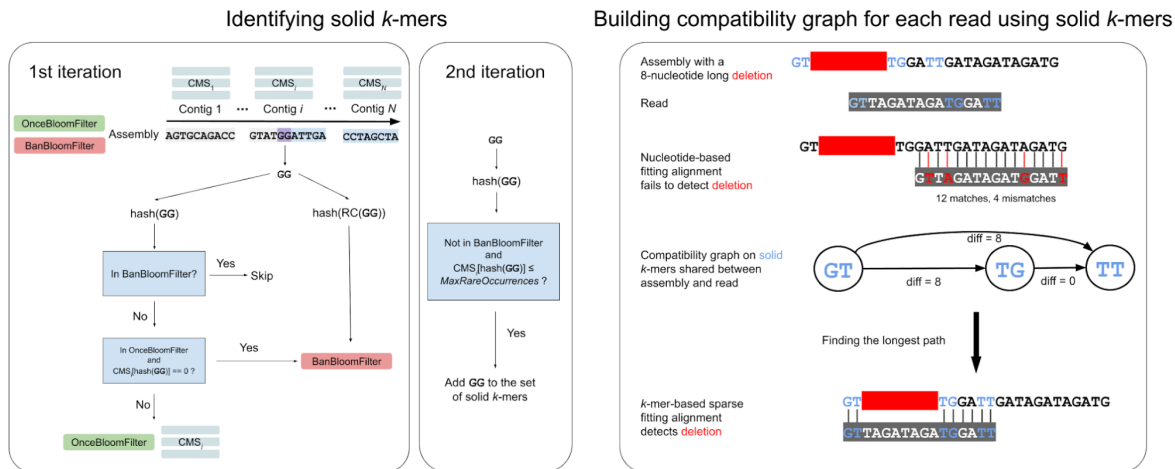 Identifying solid k-mers
1st iteration
CMS1 CMSi CMSN
Contig 1 ... Contig i ... Contig N
OnceBloomFilter
BanBloomFilter
Assembly AGTGCAGACC GTATGGATTGA CCTAGCTA
GG
hash(GG) hash(RC(GG))
In BanBloomFilter?
Yes
Skip
No
In OnceBloomFilter
and
CMSi[hash(GG)] == 0 ?
Yes
BanBloomFilter
No
OnceBloomFilter CMSi
2nd iteration
GG
hash(GG)
Not in BanBloomFilter
and
CMSi[hash(GG)] ≤
MaxRareOccurrences ?
Yes
Add GG to the set
of solid k-mers
Building compatibility graph for each read using solid k-mers
Assembly with a
8-nucleotide long deletion
GT TGGATTGATAGATAGATG
Read
GTTAGATAGATGGATT
Nucleotide-based
fitting alignment
fails to detect deletion
GT TGGATTGATAGATAGATG
GTTAGATAGATGGATT
12 matches, 4 mismatches
Compatibility graph on solid
k-mers shared between
assembly and read
diff = 8
GT TG TT
diff = 8 diff = 0
Finding the longest path
k-mer-based sparse
fitting alignment
detects deletion
GT TGGATTGATAGATAGATG
GTTAGATAGATGGATT